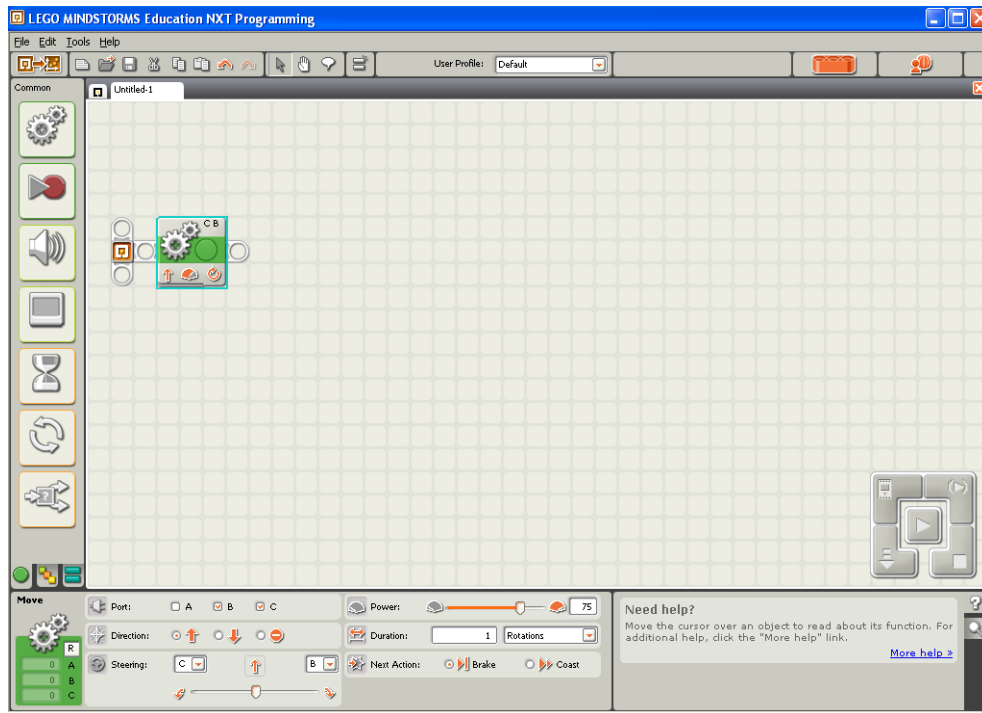 LEGO MINDSTORMS Education NXT Programming
File Edit Tools Help
User Profile: Default
Common
Untitled-1
C B
Move
Port: A B C
Power: 75
Direction:
Duration: 1 Rotations
Steering: C B
Next Action: Brake Coast
R
0 A
0 B
0 C
Need help?
Move the cursor over an object to read about its function. For
additional help, click the "More help" link.
More help »